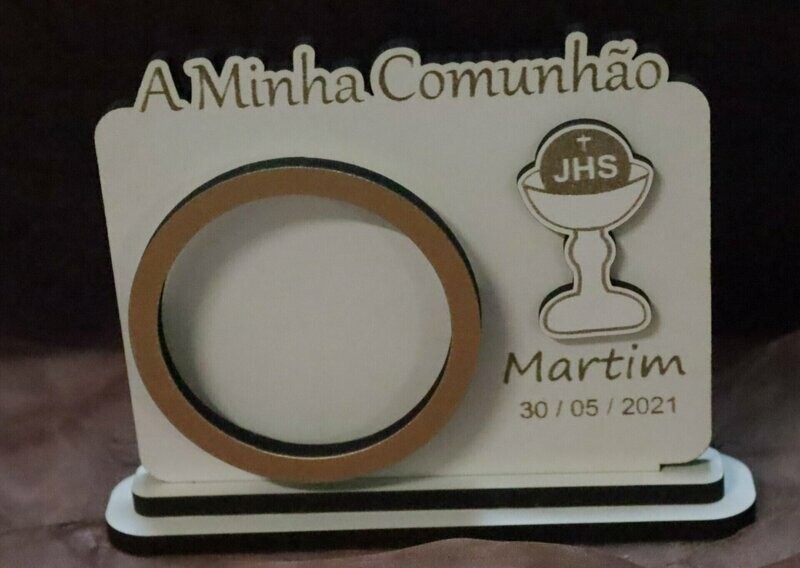 A Minha Comunhão
JHS
Martim
30 / 05 / 2021